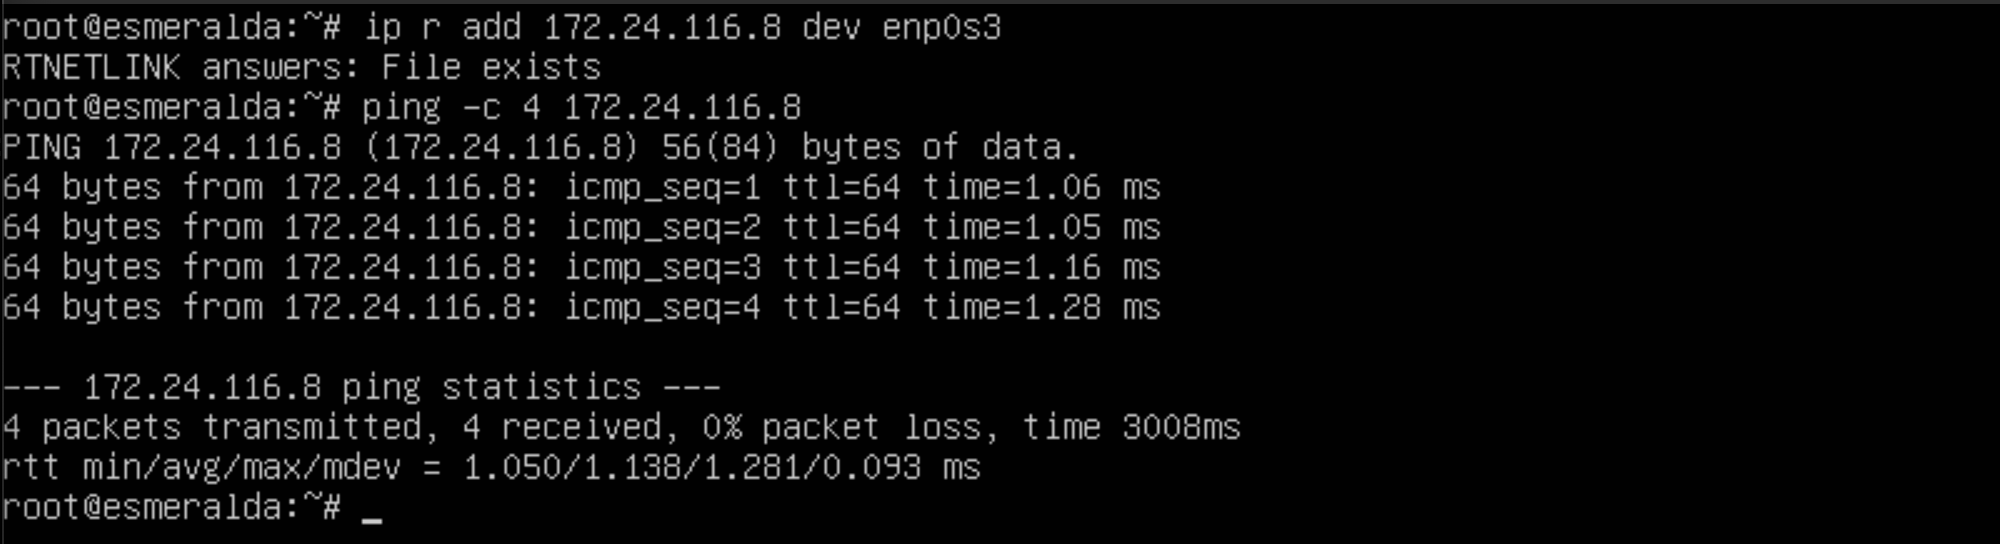 root@esmeralda:~# ip r add 172.24.116.8 dev enp0s3
RTNETLINK answers: File exists
root@esmeralda:~# ping -c 4 172.24.116.8
PING 172.24.116.8 (172.24.116.8) 56(84) bytes of data.
64 bytes from 172.24.116.8: icmp_seq=1 ttl=64 time=1.06 ms
64 bytes from 172.24.116.8: icmp_seq=2 ttl=64 time=1.05 ms
64 bytes from 172.24.116.8: icmp_seq=3 ttl=64 time=1.16 ms
64 bytes from 172.24.116.8: icmp_seq=4 ttl=64 time=1.28 ms

--- 172.24.116.8 ping statistics ---
4 packets transmitted, 4 received, 0% packet loss, time 3008ms
rtt min/avg/max/mdev = 1.050/1.138/1.281/0.093 ms
root@esmeralda:~# _